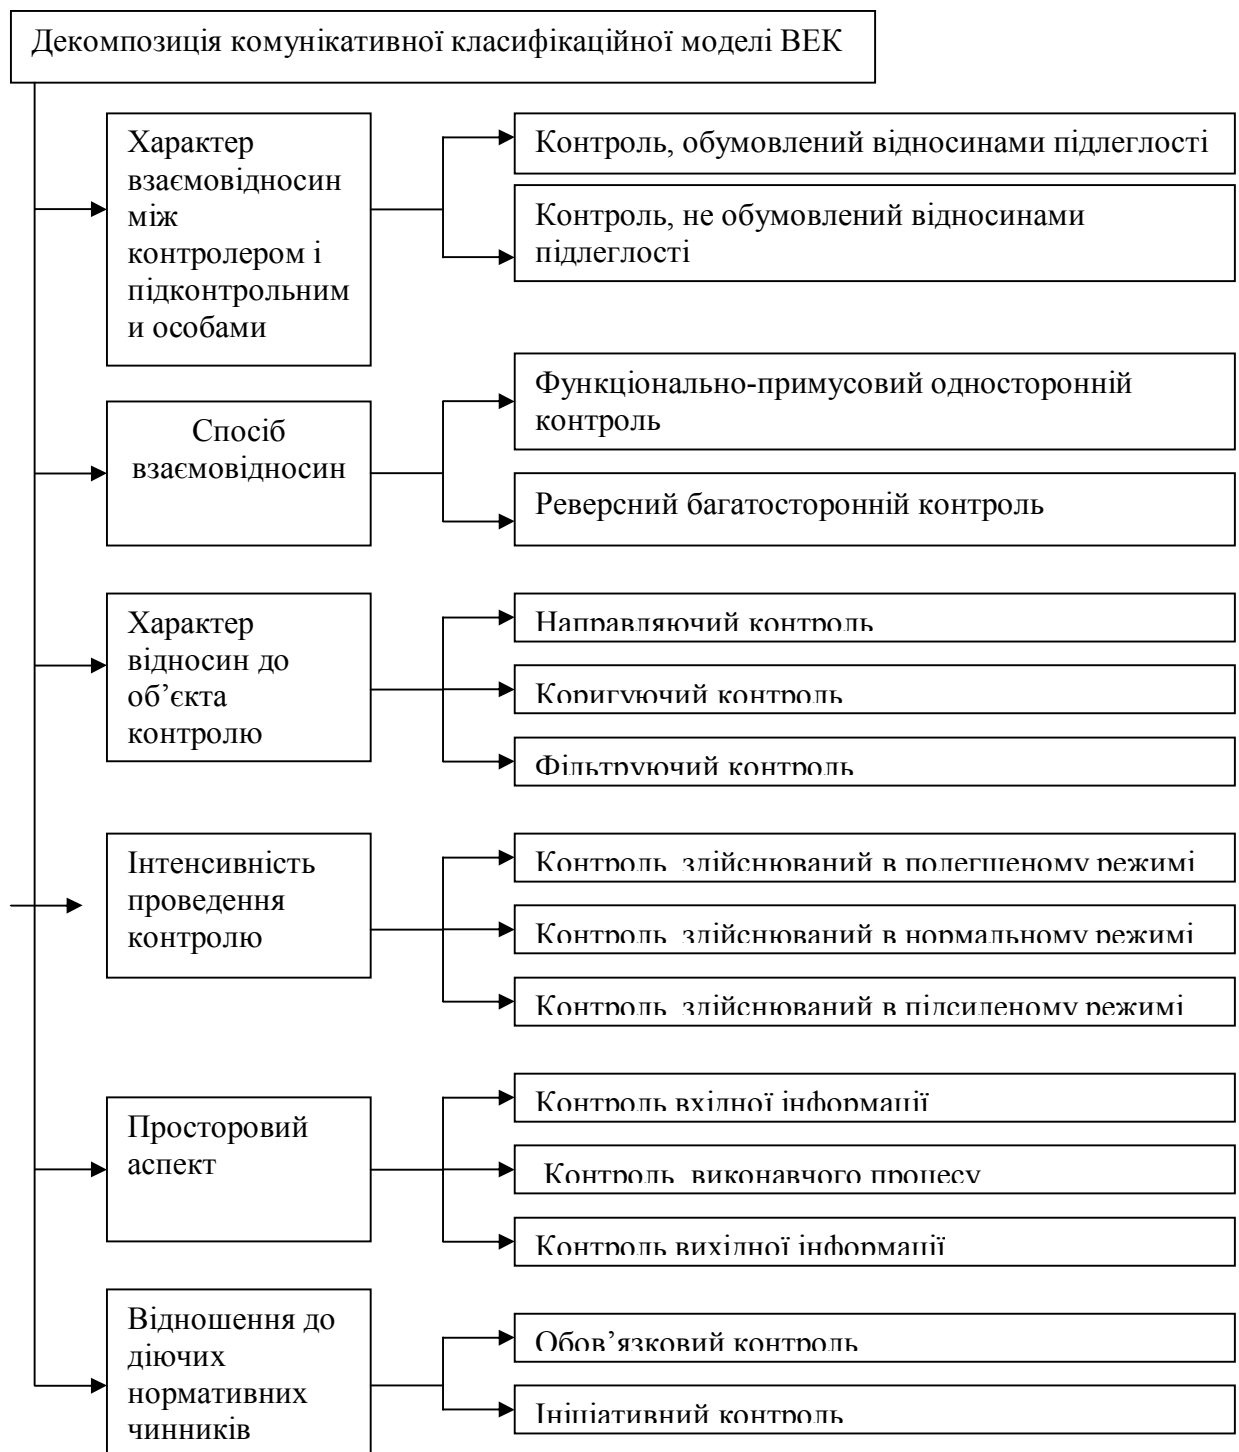 Декомпозиція комунікативної класифікаційної моделі ВЕК
Характер
взаємовідносин
між
контролером і
підконтрольним
и особами
Контроль, обумовлений відносинами підлеглості
Контроль, не обумовлений відносинами
підлеглості
Спосіб
взаємовідносин
Функціонально-примусовий односторонній
контроль
Реверсний багатосторонній контроль
Характер
відносин до
об’єкта
контролю
Направляючий контроль
Коригуючий контроль
Фільтруючий контроль
Інтенсивність
проведення
контролю
Контроль здійснюваний в полегшеному режимі
Контроль здійснюваний в нормальному режимі
Контроль здійснюваний в підсиленому режимі
Просторовий
аспект
Контроль вхідної інформації
Контроль виконавчого процесу
Контроль вихідної інформації
Відношення до
діючих
нормативних
чинників
Обов’язковий контроль
Ініціативний контроль